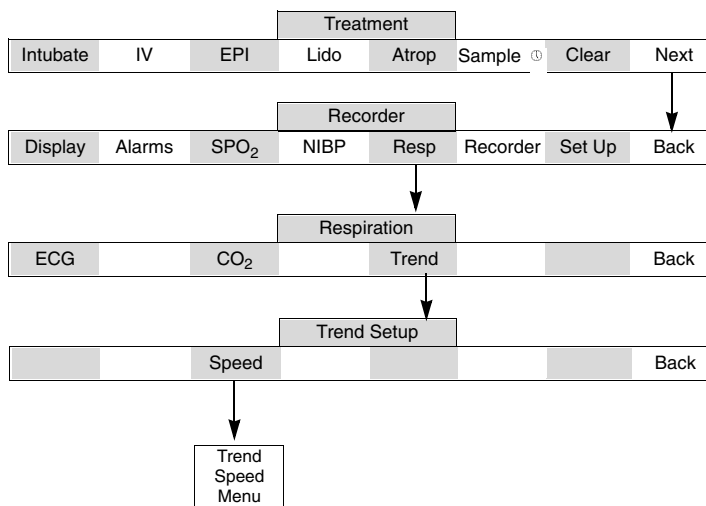 Treatment
Intubate IV EPI Lido Atrop Sample Clear Next
Recorder
Display Alarms SPO₂ NIBP Resp Recorder Set Up Back
Respiration
ECG CO₂ Trend Back
Trend Setup
Speed Back
Trend
Speed
Menu